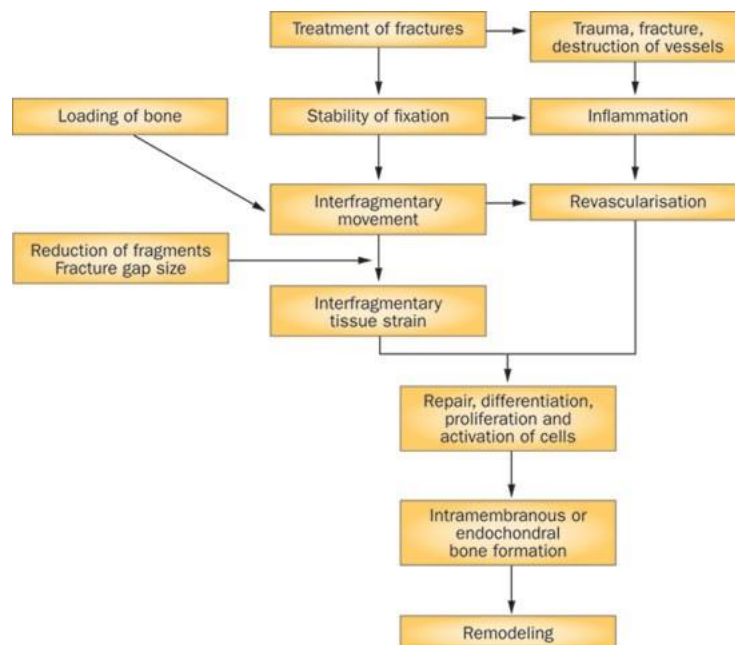 Treatment of fractures
Trauma, fracture,
destruction of vessels
Loading of bone
Stability of fixation
Inflammation
Interfragmentary
movement
Revascularisation
Reduction of fragments
Fracture gap size
Interfragmentary
tissue strain
Repair, differentiation,
proliferation and
activation of cells
Intramembranous or
endochondral
bone formation
Remodeling